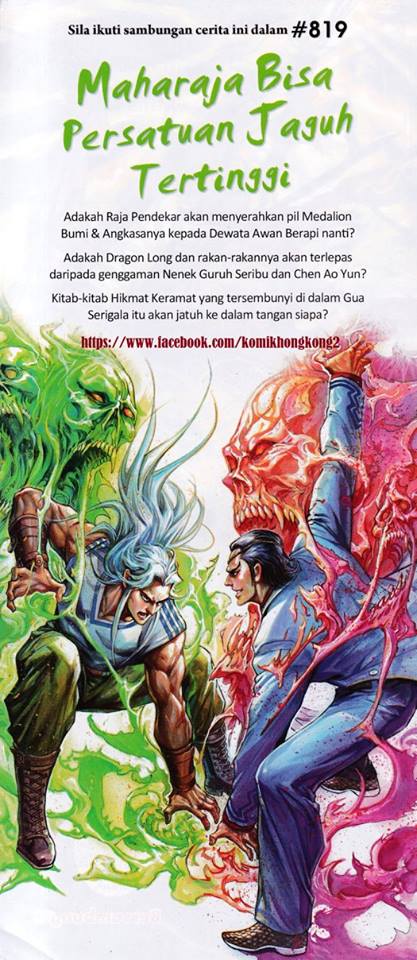 Sila ikuti sambungan cerita ini dalam #819
Maharaja Bisa
Persatuan Jaguh
Tertinggi
Adakah Raja Pendekar akan menyerahkan pil Medalion
Bumi & Angkasanya kepada Dewata Awan Berapi nanti?
Adakah Dragon Long dan rakan-rakannya akan terlepas
daripada genggaman Nenek Guruh Seribu dan Chen Ao Yun?
Kitab-kitab Hikmat Keramat yang tersembunyi di dalam Gua
Serigala itu akan jatuh ke dalam tangan siapa?
https://www.facebook.com/komikhongkong2